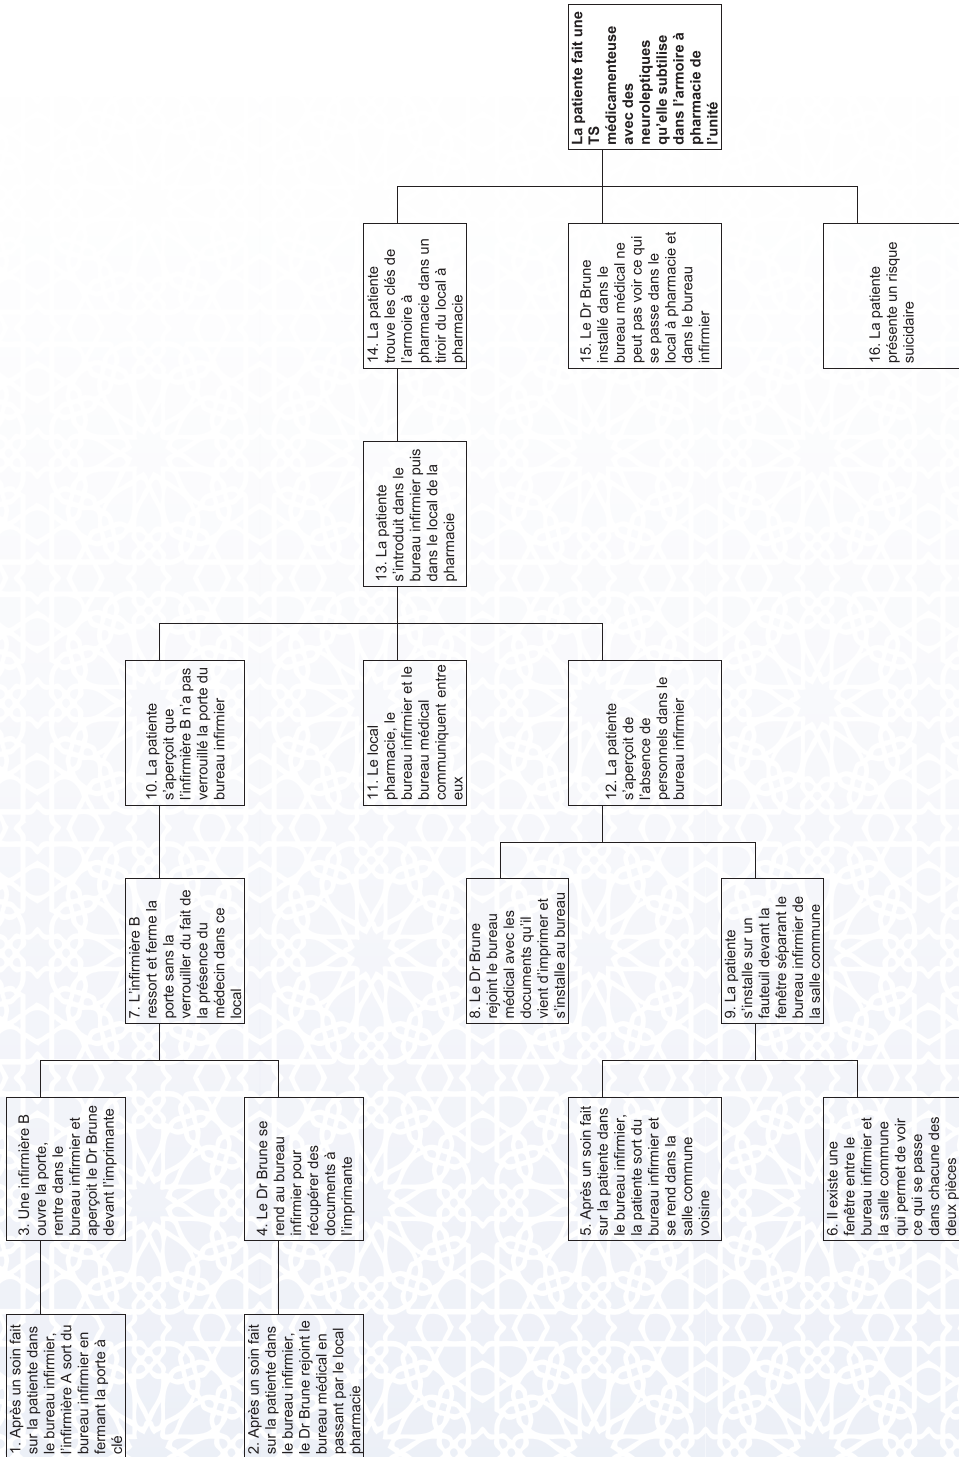 1. Après un soin fait
sur la patiente dans
le bureau infirmier,
l’infirmière A sort du
bureau infirmier en
fermant la porte à
clé
2. Après un soin fait
sur la patiente dans
le bureau infirmier,
le Dr Brune rejoint le
bureau médical en
passant par le local
pharmacie
3. Une infirmière B
ouvre la porte,
rentre dans le
bureau infirmier et
aperçoit le Dr Brune
devant l’imprimante
4. Le Dr Brune se
rend au bureau
infirmier pour
récupérer des
documents à
l’imprimante
5. Après un soin fait
sur la patiente dans
le bureau infirmier,
la patiente sort du
bureau infirmier et
se rend dans la
salle commune
voisine
6. Il existe une
fenêtre entre le
bureau infirmier et
la salle commune
qui permet de voir
ce qui se passe
dans chacune des
deux pièces
7. L’infirmière B
ressort et ferme la
porte sans la
verrouiller du fait de
la présence du
médecin dans ce
local
8. Le Dr Brune
rejoint le bureau
médical avec les
documents qu’il
vient d’imprimer et
s’installe au bureau
9. La patiente
s’installe sur un
fauteuil devant la
fenêtre séparant le
bureau infirmier de
la salle commune
10. La patiente
s’aperçoit que
l’infirmière B n’a pas
verrouillé la porte du
bureau infirmier
11. Le local
pharmacie, le
bureau infirmier et le
bureau médical
communiquent entre
eux
12. La patiente
s’aperçoit de
l’absence de
personnels dans le
bureau infirmier
13. La patiente
s’introduit dans le
bureau infirmier puis
dans le local de la
pharmacie
14. La patiente
trouve les clés de
l’armoire à
pharmacie dans un
tiroir du local à
pharmacie
15. Le Dr Brune
installé dans le
bureau médical ne
peut pas voir ce qui
se passe dans le
local à pharmacie et
dans le bureau
infirmier
16. La patiente
présente un risque
suicidaire
La patiente fait une
TS
médicamenteuse
avec des
neuroleptiques
qu’elle subtilise
dans l’armoire à
pharmacie de
l’unité